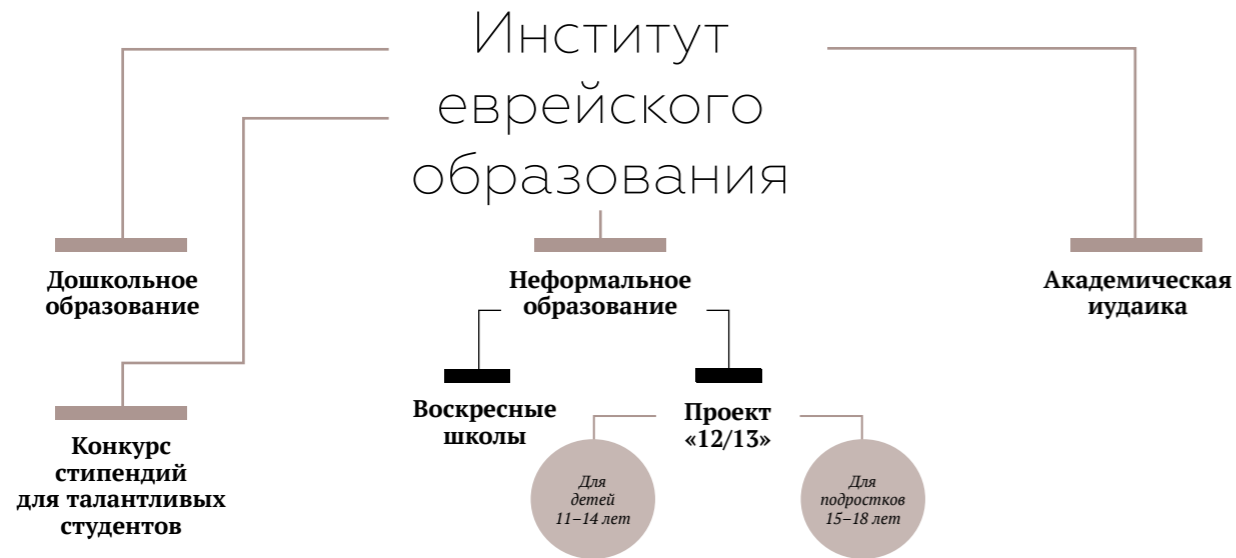 Институт
еврейского
образования
Дошкольное
образование
Неформальное
образование
Академическая
иудаика
Воскресные
школы
Проект
«12/13»
Конкурс
стипендий
для талантливых
студентов
Для
детей
11–14 лет
Для
подростков
15–18 лет